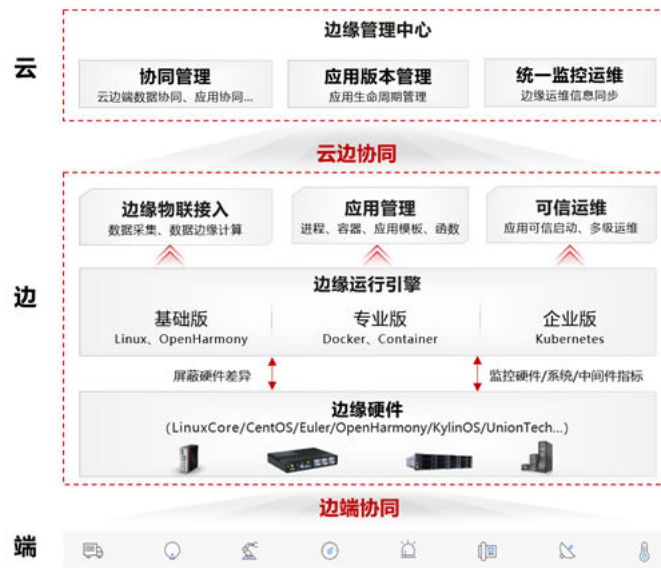 云
边缘管理中心
协同管理
云边端数据协同、应用协同...
应用版本管理
应用生命周期管理
统一监控运维
边缘运维信息同步
云边协同
边
边缘物联接入
数据采集、数据边缘计算
应用管理
进程、容器、应用模板、函数
可信运维
应用可信启动、多级运维
边缘运行引擎
基础版
Linux、OpenHarmony
专业版
Docker、Container
企业版
Kubernetes
屏蔽硬件差异
监控硬件/系统/中间件指标
边缘硬件
(LinuxCore/CentOS/Euler/OpenHarmony/KylinOS/UnionTech...)
边端协同
端